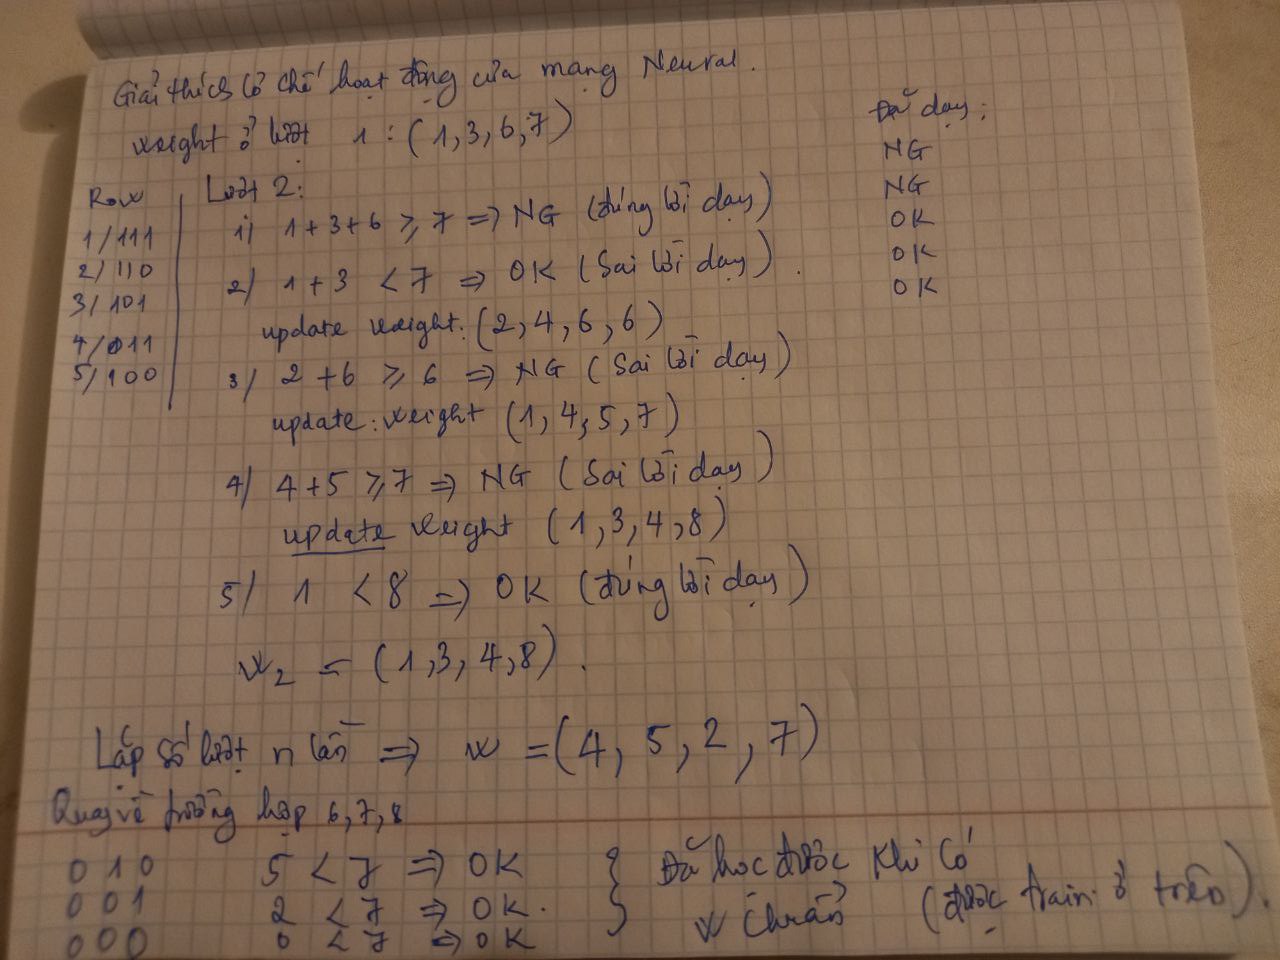 Giải thích cơ chế hoạt động của mạng Neural.
weight ở lượt 1 : (1, 3, 6, 7)
Đã dạy:
NG
NG
OK
OK
OK
Row
1/ 111
2/ 110
3/ 101
4/ 011
5/ 100
Lượt 2:
1) 1 + 3 + 6 ≥ 7 => NG (đúng lời dạy)
2) 1 + 3 < 7 => OK (Sai lời dạy).
update weight: (2, 4, 6, 6)
3) 2 + 6 ≥ 6 => NG (Sai lời dạy)
update: weight (1, 4, 5, 7)
4) 4 + 5 ≥ 7 => NG (Sai lời dạy)
update weight (1, 3, 4, 8)
5) 1 < 8 => OK (đúng lời dạy)
w₂ = (1, 3, 4, 8).
Lặp số lượt n lần => w = (4, 5, 2, 7)
Quay về trường hợp 6, 7, 8
0 1 0 5 < 7 => OK
0 0 1 2 < 7 => OK.
0 0 0 0 < 7 => OK
} Đã học được khi có
w chuẩn (được train ở trên).